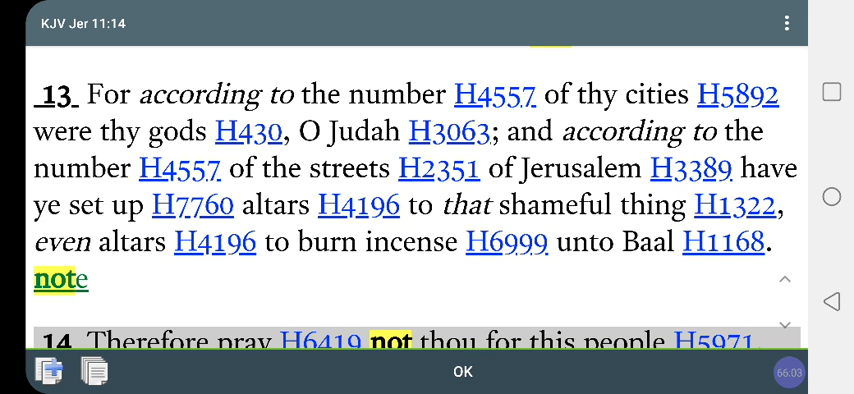 KJV Jer 11:14
13 For according to the number H4557 of thy cities H5892
were thy gods H430, O Judah H3063; and according to the
number H4557 of the streets H2351 of Jerusalem H3389 have
ye set up H7760 altars H4196 to that shameful thing H1322,
even altars H4196 to burn incense H6999 unto Baal H1168.
note
14 Therefore pray H6419 not thou for this people H5971
OK
66:03